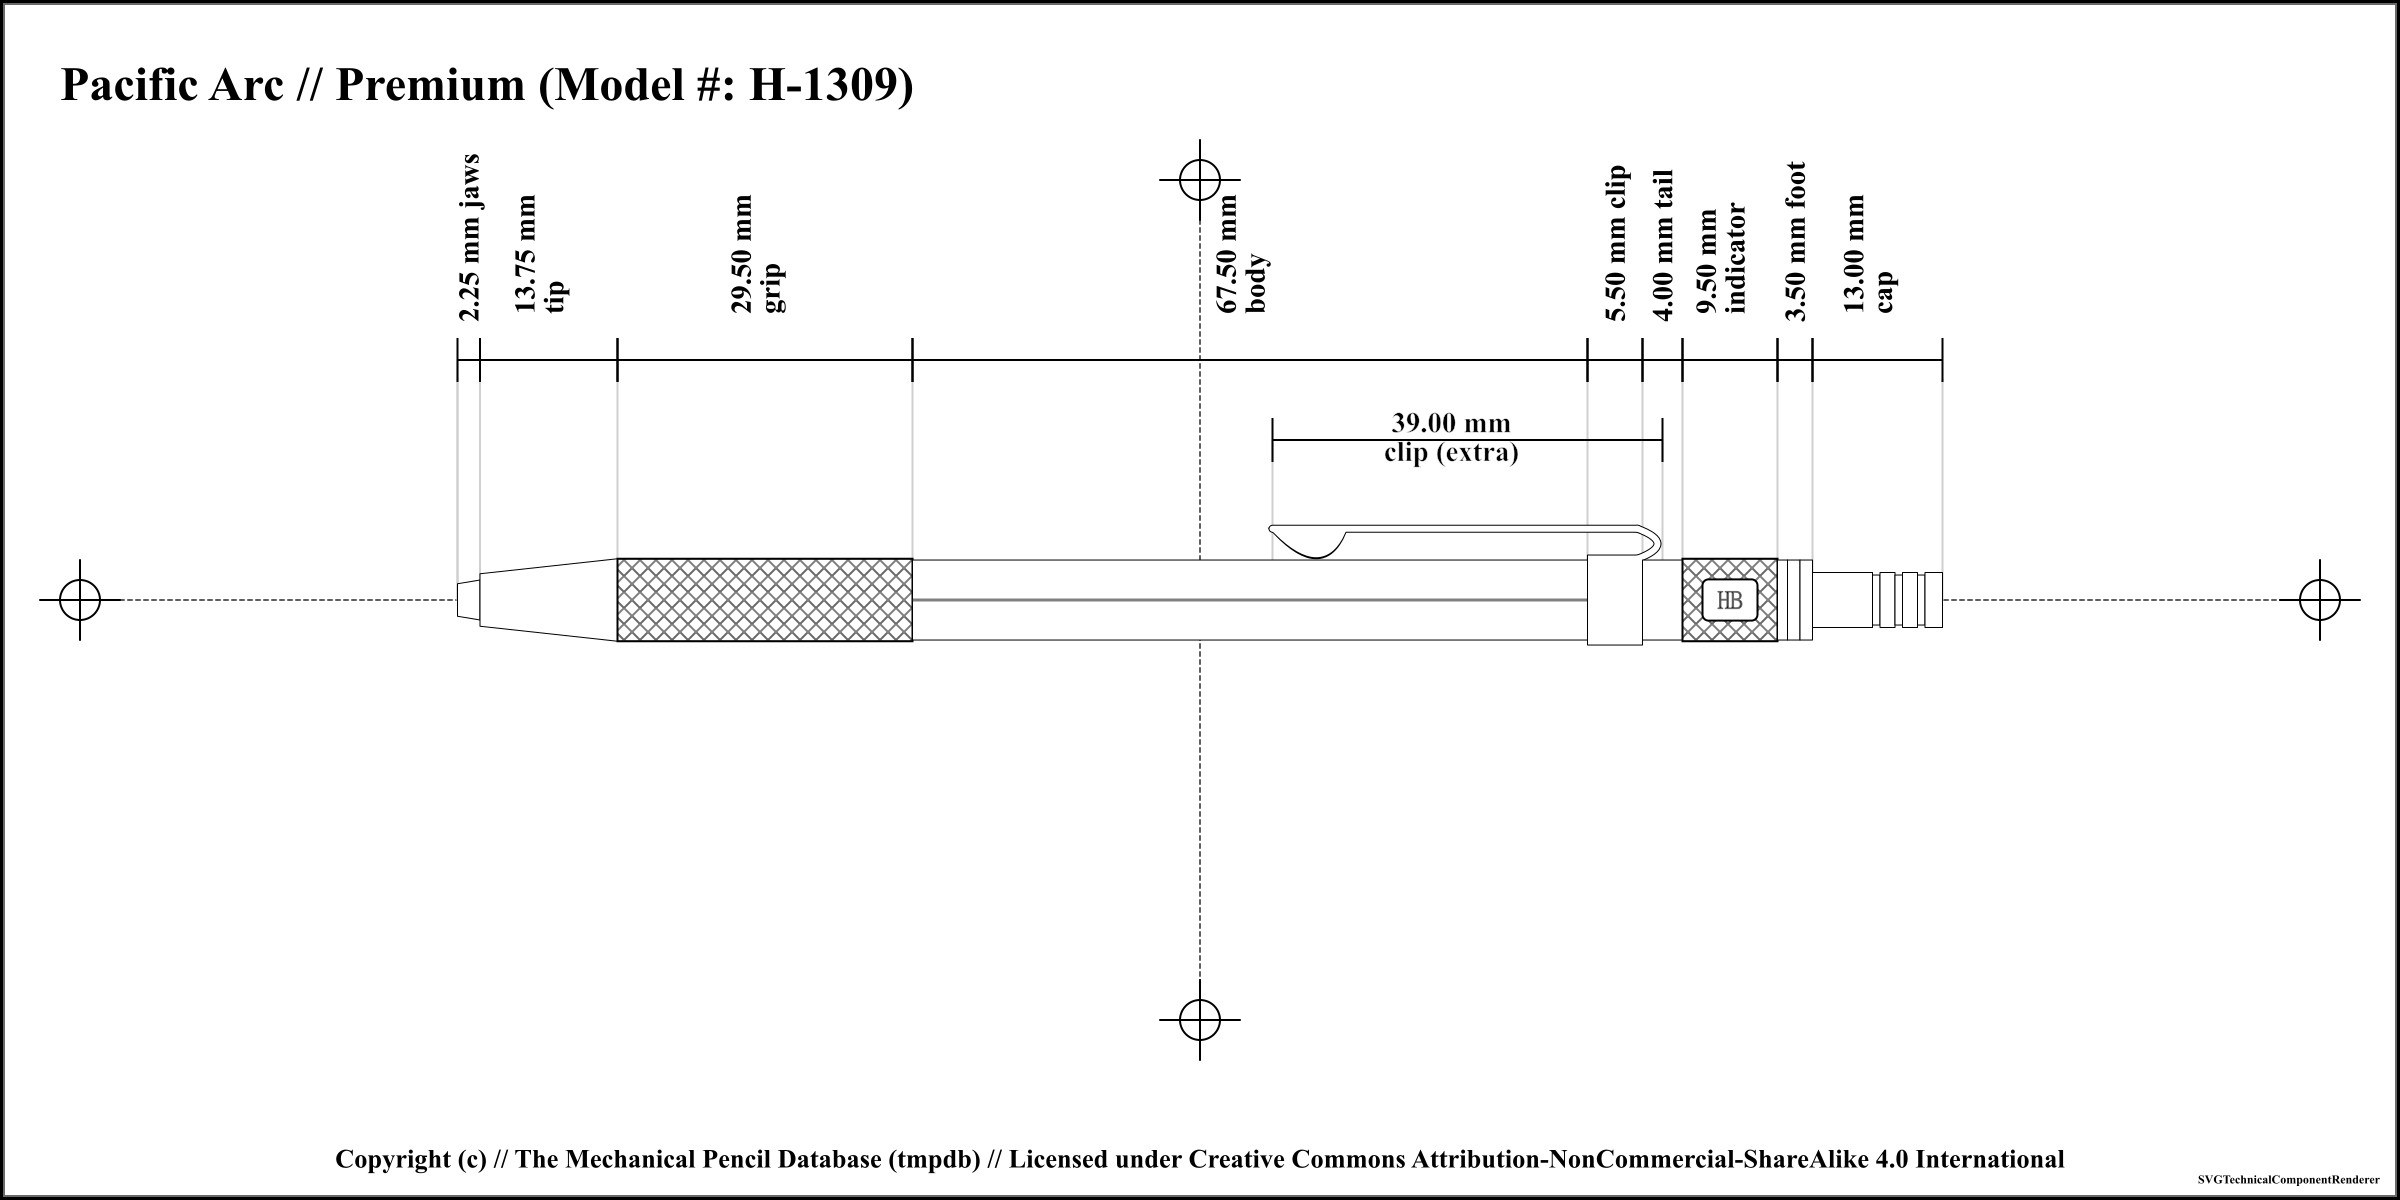 Pacific Arc // Premium (Model #: H-1309)
2.25 mm jaws
13.75 mm
tip
29.50 mm
grip
67.50 mm
body
5.50 mm clip
4.00 mm tail
9.50 mm
indicator
3.50 mm foot
13.00 mm
cap
39.00 mm
clip (extra)
HB
Copyright (c) // The Mechanical Pencil Database (tmpdb) // Licensed under Creative Commons Attribution-NonCommercial-ShareAlike 4.0 International
SVGTechnicalComponentRenderer